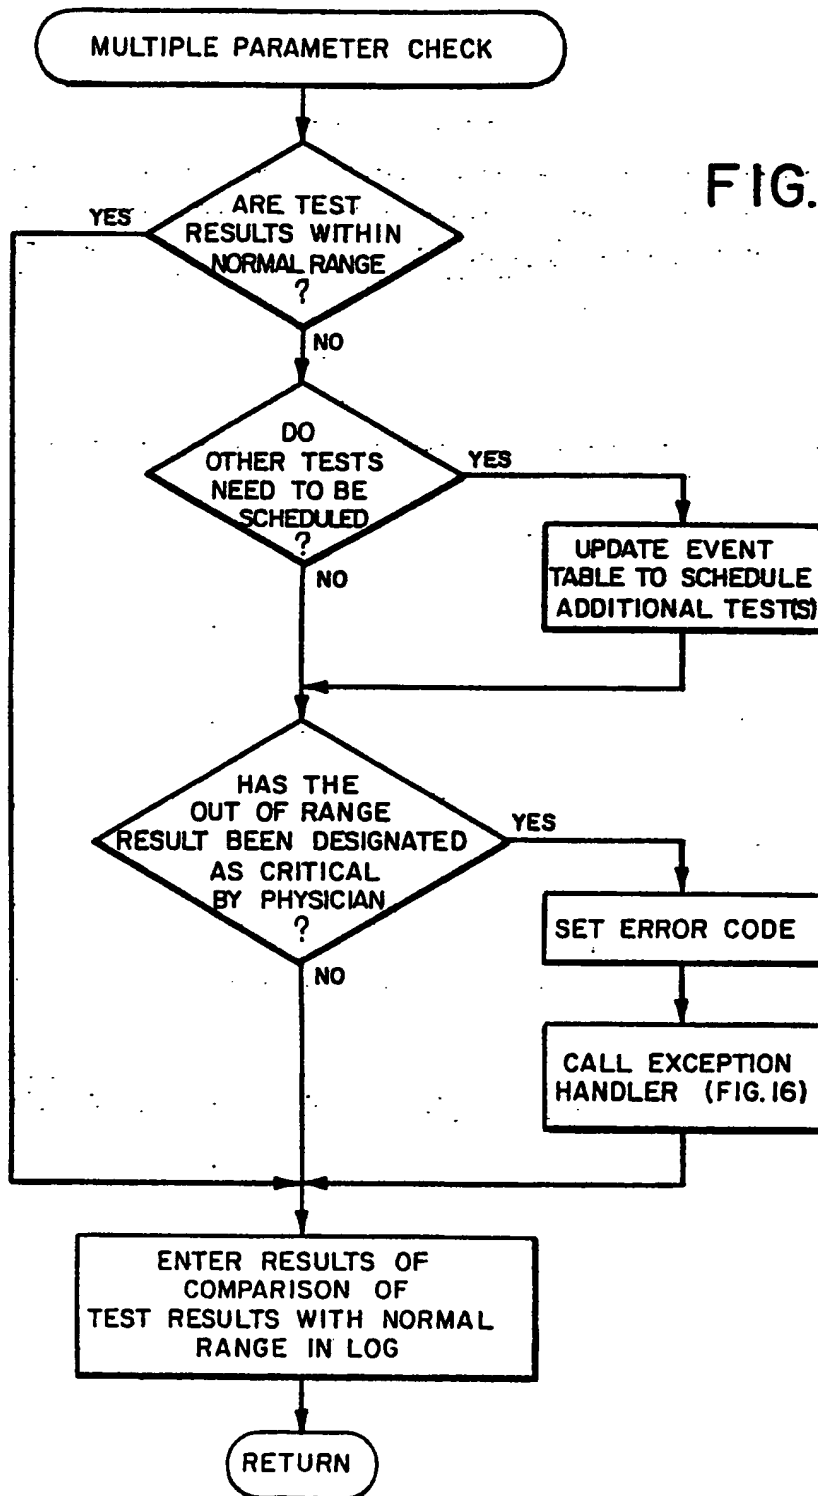 MULTIPLE PARAMETER CHECK
FIG.
ARE TEST
RESULTS WITHIN
NORMAL RANGE
?
YES
NO
DO
OTHER TESTS
NEED TO BE
SCHEDULED
?
YES
NO
UPDATE EVENT
TABLE TO SCHEDULE
ADDITIONAL TEST(S)
HAS THE
OUT OF RANGE
RESULT BEEN DESIGNATED
AS CRITICAL
BY PHYSICIAN
?
YES
NO
SET ERROR CODE
CALL EXCEPTION
HANDLER (FIG. 16)
ENTER RESULTS OF
COMPARISON OF
TEST RESULTS WITH NORMAL
RANGE IN LOG
RETURN